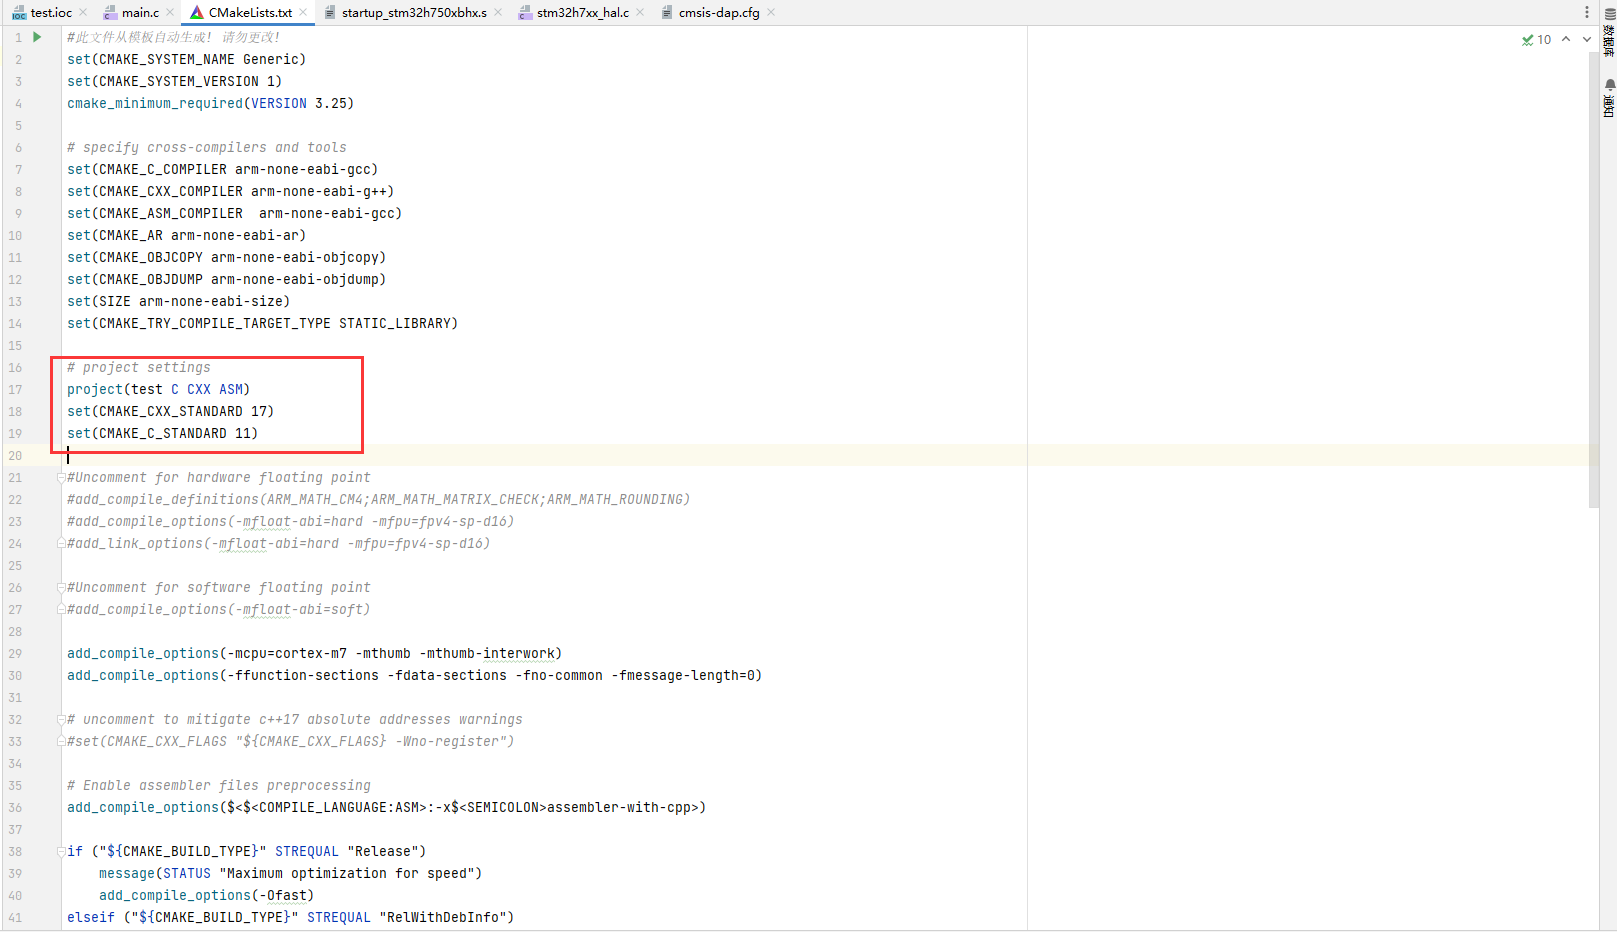 test.ioc main.c CMakeLists.txt startup_stm32h750xbhx.s stm32h7xx_hal.c cmsis-dap.cfg
10
数据库
通知
1 #此文件从模板自动生成! 请勿更改!
2 set(CMAKE_SYSTEM_NAME Generic)
3 set(CMAKE_SYSTEM_VERSION 1)
4 cmake_minimum_required(VERSION 3.25)
5
6 # specify cross-compilers and tools
7 set(CMAKE_C_COMPILER arm-none-eabi-gcc)
8 set(CMAKE_CXX_COMPILER arm-none-eabi-g++)
9 set(CMAKE_ASM_COMPILER  arm-none-eabi-gcc)
10 set(CMAKE_AR arm-none-eabi-ar)
11 set(CMAKE_OBJCOPY arm-none-eabi-objcopy)
12 set(CMAKE_OBJDUMP arm-none-eabi-objdump)
13 set(SIZE arm-none-eabi-size)
14 set(CMAKE_TRY_COMPILE_TARGET_TYPE STATIC_LIBRARY)
15
16 # project settings
17 project(test C CXX ASM)
18 set(CMAKE_CXX_STANDARD 17)
19 set(CMAKE_C_STANDARD 11)
20
21 #Uncomment for hardware floating point
22 #add_compile_definitions(ARM_MATH_CM4;ARM_MATH_MATRIX_CHECK;ARM_MATH_ROUNDING)
23 #add_compile_options(-mfloat-abi=hard -mfpu=fpv4-sp-d16)
24 #add_link_options(-mfloat-abi=hard -mfpu=fpv4-sp-d16)
25
26 #Uncomment for software floating point
27 #add_compile_options(-mfloat-abi=soft)
28
29 add_compile_options(-mcpu=cortex-m7 -mthumb -mthumb-interwork)
30 add_compile_options(-ffunction-sections -fdata-sections -fno-common -fmessage-length=0)
31
32 # uncomment to mitigate c++17 absolute addresses warnings
33 #set(CMAKE_CXX_FLAGS "${CMAKE_CXX_FLAGS} -Wno-register")
34
35 # Enable assembler files preprocessing
36 add_compile_options($<$<COMPILE_LANGUAGE:ASM>:-x$<SEMICOLON>assembler-with-cpp>)
37
38 if ("${CMAKE_BUILD_TYPE}" STREQUAL "Release")
39     message(STATUS "Maximum optimization for speed")
40     add_compile_options(-Ofast)
41 elseif ("${CMAKE_BUILD_TYPE}" STREQUAL "RelWithDebInfo")